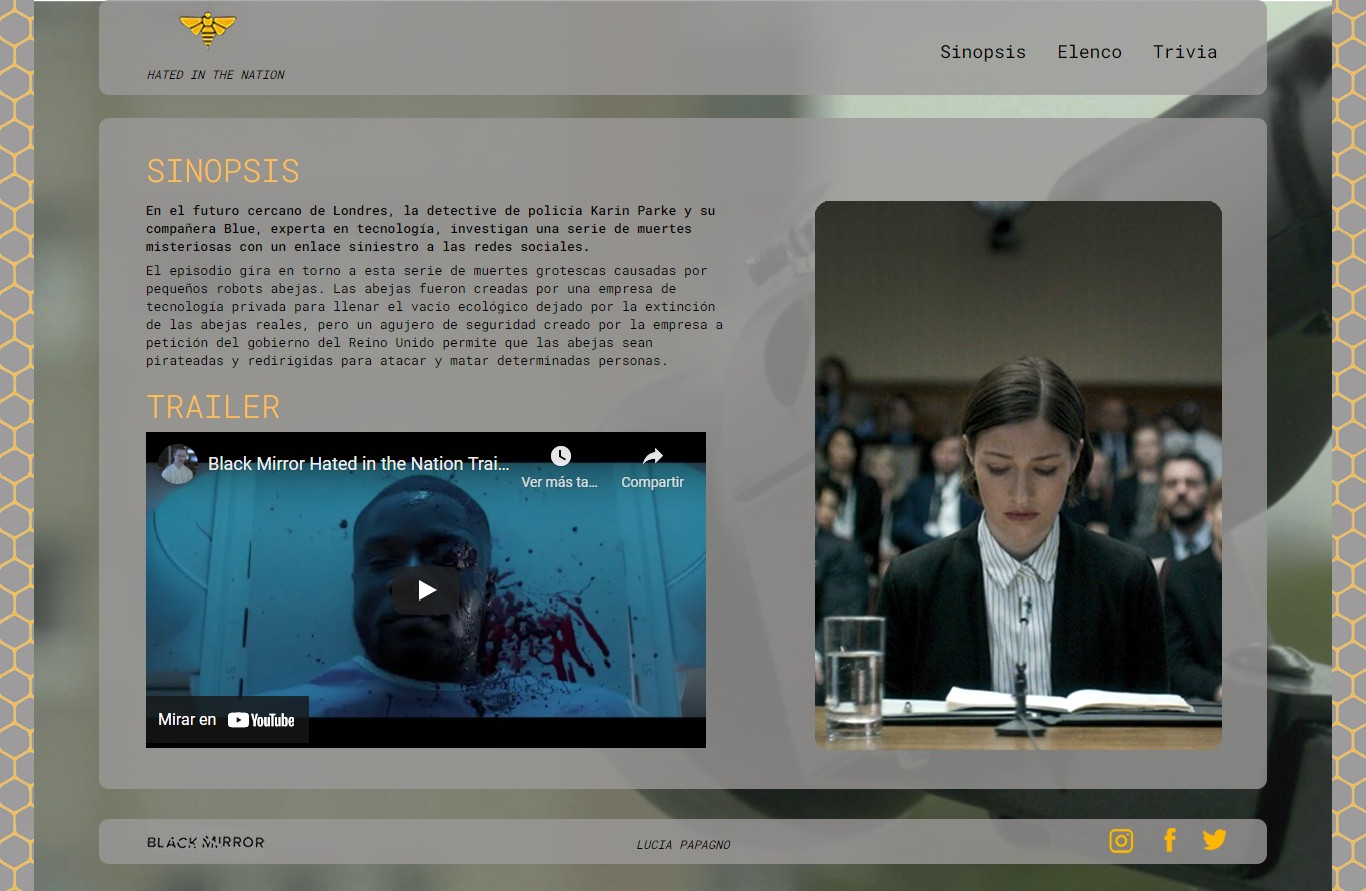 HATED IN THE NATION
Sinopsis Elenco Trivia
SINOPSIS
En el futuro cercano de Londres, la detective de policía Karin Parke y su
compañera Blue, experta en tecnología, investigan una serie de muertes
misteriosas con un enlace siniestro a las redes sociales.
El episodio gira en torno a esta serie de muertes grotescas causadas por
pequeños robots abejas. Las abejas fueron creadas por una empresa de
tecnología privada para llenar el vacío ecológico dejado por la extinción
de las abejas reales, pero un agujero de seguridad creado por la empresa a
petición del gobierno del Reino Unido permite que las abejas sean
pirateadas y redirigidas para atacar y matar determinadas personas.
TRAILER
Black Mirror Hated in the Nation Trai...
Ver más ta...
Compartir
Mirar en YouTube
BLACK MIRROR
LUCIA PAPAGNO